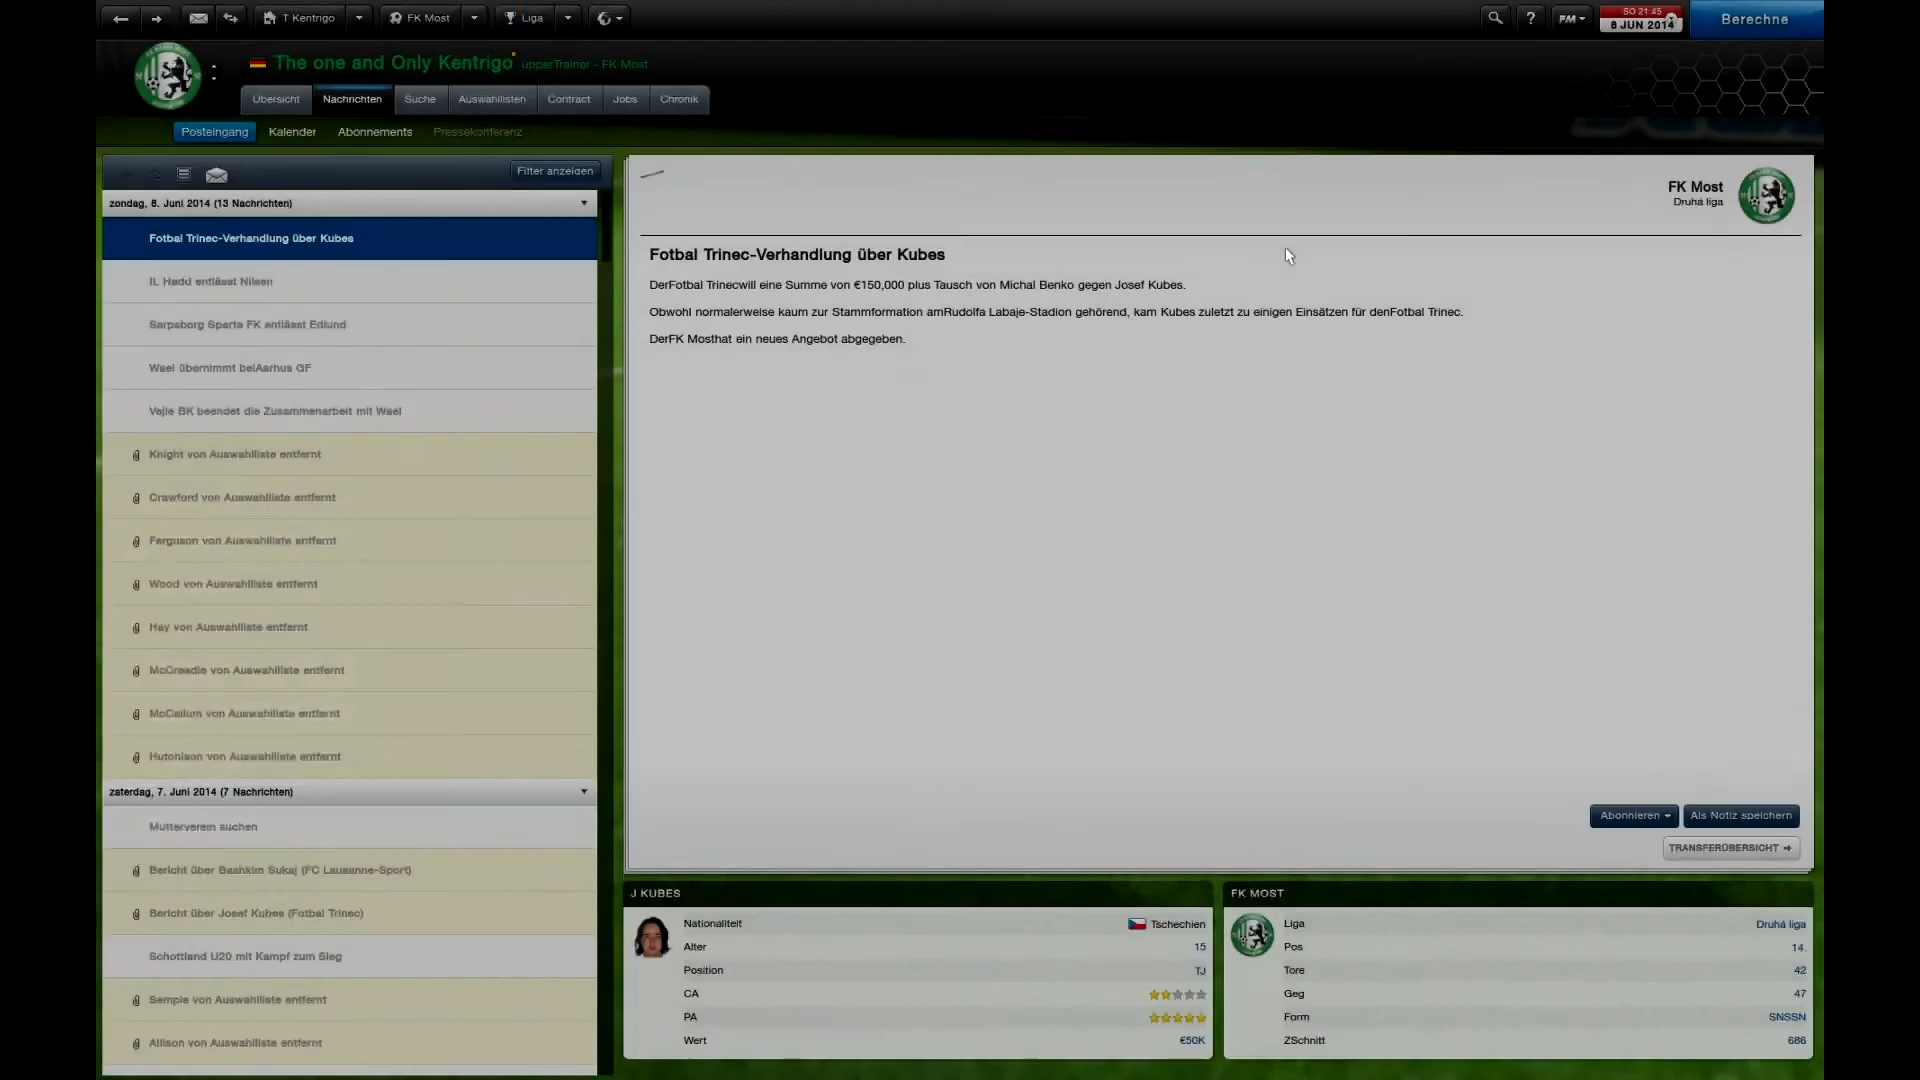 T Kentrigo
FK Most
Liga
?
FM
SO 21:45
8 JUN 2014
Berechne
The one and Only Kentrigo
upperTrainer - FK Most
Übersicht
Nachrichten
Suche
Auswahllisten
Contract
Jobs
Chronik
Posteingang
Kalender
Abonnements
Pressekonferenz
Filter anzeigen
zondag, 8. Juni 2014 (13 Nachrichten)
Fotbal Trinec-Verhandlung über Kubes
IL Hødd entlässt Nilsen
Sarpsborg Sparta FK entlässt Edlund
Wael übernimmt beiAarhus GF
Vejle BK beendet die Zusammenarbeit mit Wael
Knight von Auswahlliste entfernt
Crawford von Auswahlliste entfernt
Ferguson von Auswahlliste entfernt
Wood von Auswahlliste entfernt
Hay von Auswahlliste entfernt
McCreadie von Auswahlliste entfernt
McCallum von Auswahlliste entfernt
Hutchison von Auswahlliste entfernt
zaterdag, 7. Juni 2014 (7 Nachrichten)
Mutterverein suchen
Bericht über Baahkim Sukaj (FC Lausanne-Sport)
Bericht über Josef Kubes (Fotbal Trinec)
Schottland U20 mit Kampf zum Sieg
Semple von Auswahlliste entfernt
Allison von Auswahlliste entfernt
FK Most
Druhá liga
Fotbal Trinec-Verhandlung über Kubes
DerFotbal Trinecwill eine Summe von €150,000 plus Tausch von Michal Benko gegen Josef Kubes.
Obwohl normalerweise kaum zur Stammformation amRudolfa Labaje-Stadion gehörend, kam Kubes zuletzt zu einigen Einsätzen für denFotbal Trinec.
DerFK Mosthat ein neues Angebot abgegeben.
Abonnieren
Als Notiz speichern
TRANSFERÜBERSICHT
J KUBES
Nationaliteit Tschechien
Alter 15
Position TJ
CA
PA
Wert €50K
FK MOST
Liga Druhá liga
Pos 14.
Tore 42
Geg 47
Form SNSSN
ZSchnitt 686